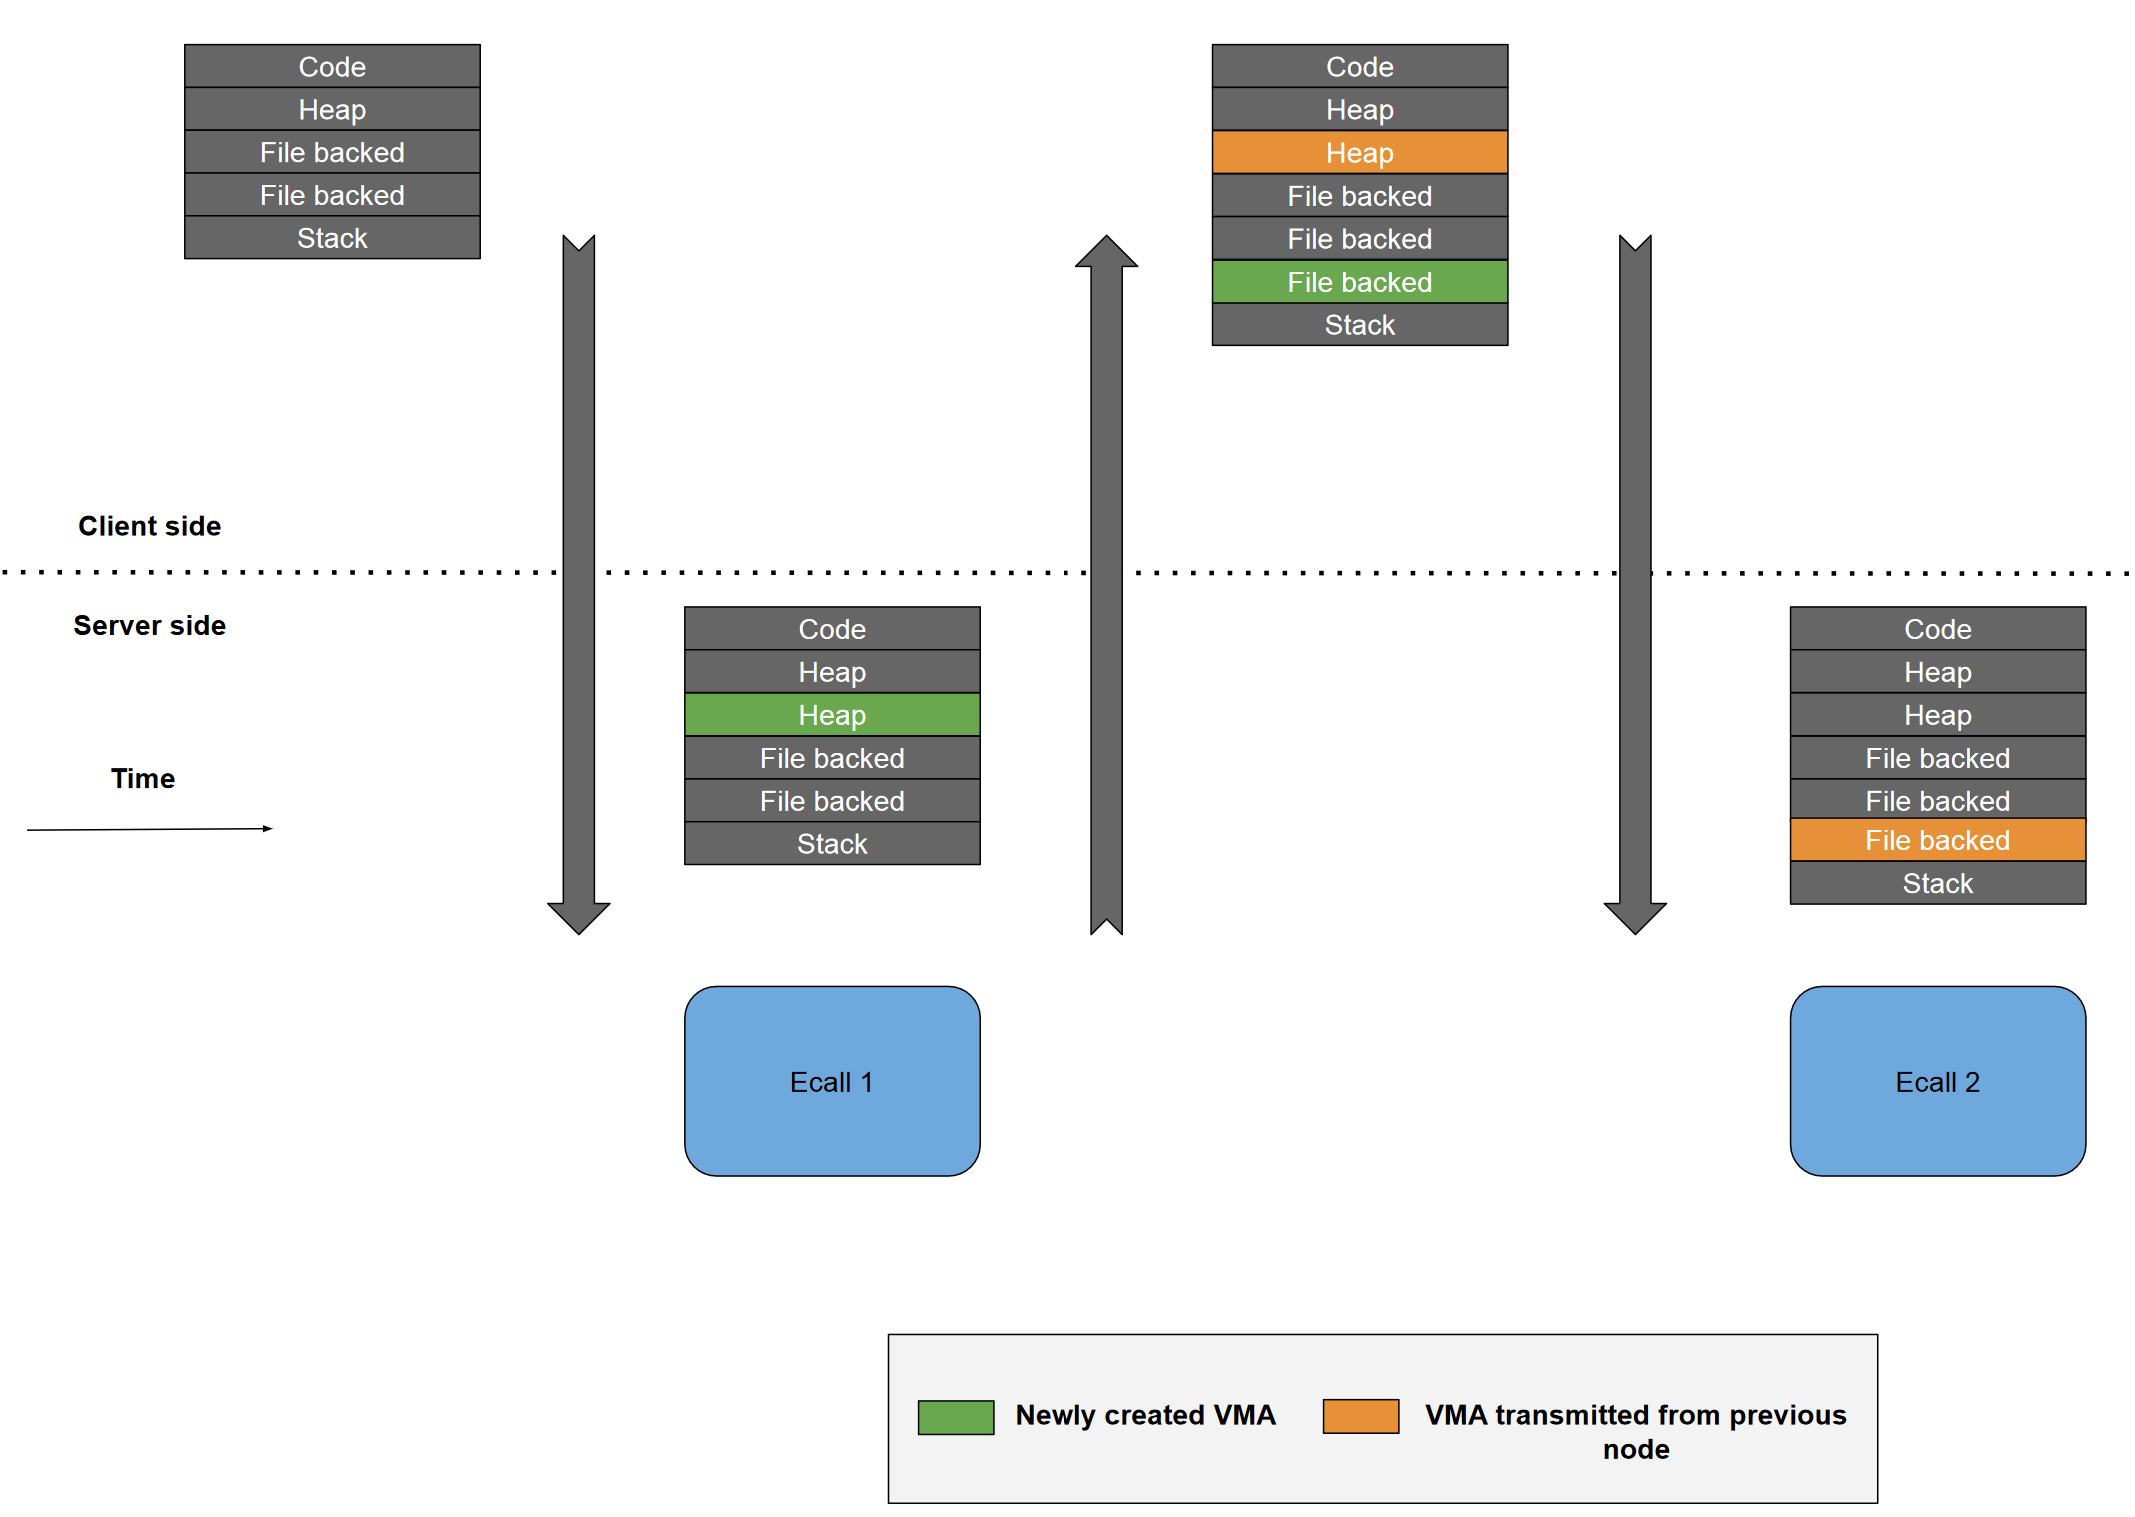 Code
Heap
File backed
File backed
Stack
Code
Heap
Heap
File backed
File backed
File backed
Stack
Client side
Server side
Time
Code
Heap
Heap
File backed
File backed
Stack
Code
Heap
Heap
File backed
File backed
File backed
Stack
Ecall 1
Ecall 2
Newly created VMA
VMA transmitted from previous
node